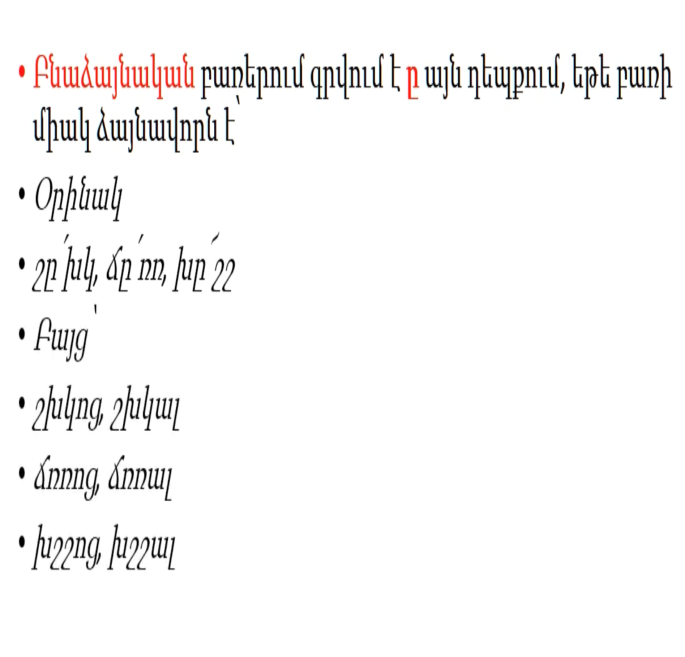 • Բնաձայնական բառերում գրվում է ը այն դեպքում, եթե բառի
միակ ձայնավորն է՝
• Օրինակ
• շը՛խկ, ճը՛ռռ, խը՛շշ
• Բայց՝
• շխկոց, շխկալ
• ճռռոց, ճռռալ
• խշշոց, խշշալ